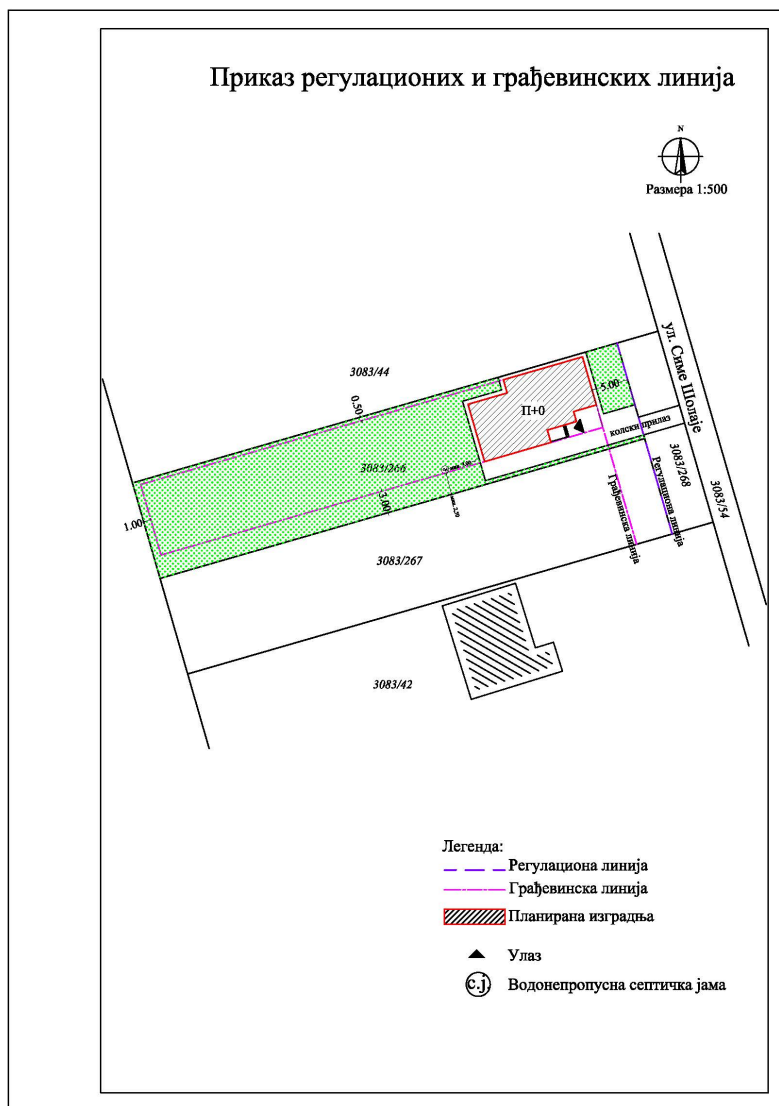 Приказ регулационих и грађевинских линија
N
Размера 1:500
ул. Симе Шолаје
3083/44
0.50
5.00
П+0
колски прилаз
3083/266
3083/268
3083/54
3.00
1.00
Грађевинска линија
Регулациона линија
3083/267
3083/42
Легенда:
Регулациона линија
Грађевинска линија
Планирана изградња
Улаз
с.ј. Водонепропусна септичка јама